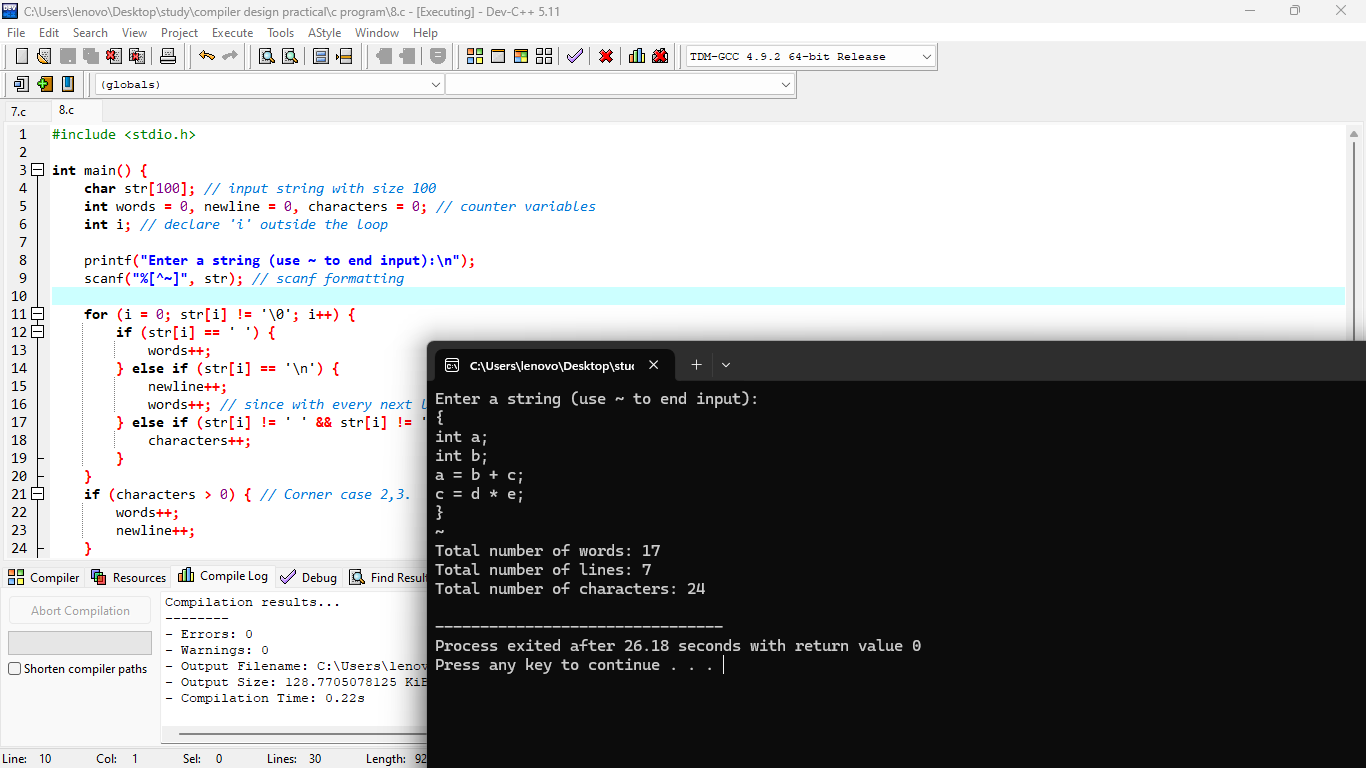 C:\Users\lenovo\Desktop\study\compiler design practical\c program\8.c - [Executing] - Dev-C++ 5.11
File Edit Search View Project Execute Tools AStyle Window Help
TDM-GCC 4.9.2 64-bit Release
(globals)
7.c 8.c
1 #include <stdio.h>
2
3 int main() {
4 char str[100]; // input string with size 100
5 int words = 0, newline = 0, characters = 0; // counter variables
6 int i; // declare 'i' outside the loop
7
8 printf("Enter a string (use ~ to end input):\n");
9 scanf("%[^~]", str); // scanf formatting
10
11 for (i = 0; str[i] != '\0'; i++) {
12 if (str[i] == ' ') {
13 words++;
14 } else if (str[i] == '\n') {
15 newline++;
16 words++; // since with every next
17 } else if (str[i] != ' ' && str[i] != '
18 characters++;
19 }
20 }
21 if (characters > 0) { // Corner case 2,3.
22 words++;
23 newline++;
24 }
C:\Users\lenovo\Desktop\stu
Enter a string (use ~ to end input):
{
int a;
int b;
a = b + c;
c = d * e;
}
~
Total number of words: 17
Total number of lines: 7
Total number of characters: 24
--------------------------------
Process exited after 26.18 seconds with return value 0
Press any key to continue . . .
Compiler Resources Compile Log Debug Find Resul
Abort Compilation
Shorten compiler paths
Compilation results...
--------
- Errors: 0
- Warnings: 0
- Output Filename: C:\Users\lenov
- Output Size: 128.7705078125 KiB
- Compilation Time: 0.22s
Line: 10 Col: 1 Sel: 0 Lines: 30 Length: 92